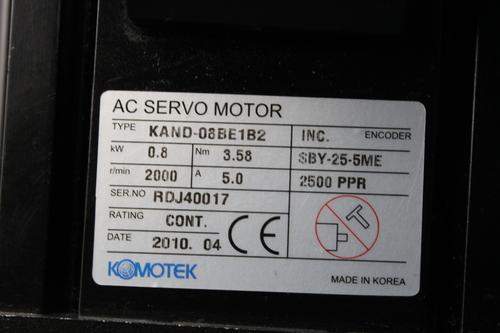 AC SERVO MOTOR
TYPE KAND-08BE1B2 INC. ENCODER
kW 0.8 Nm 3.58 SBY-25-5ME
r/min 2000 A 5.0 2500 PPR
SER.NO RDJ40017
RATING CONT.
DATE 2010. 04 CE
KOMOTEK MADE IN KOREA